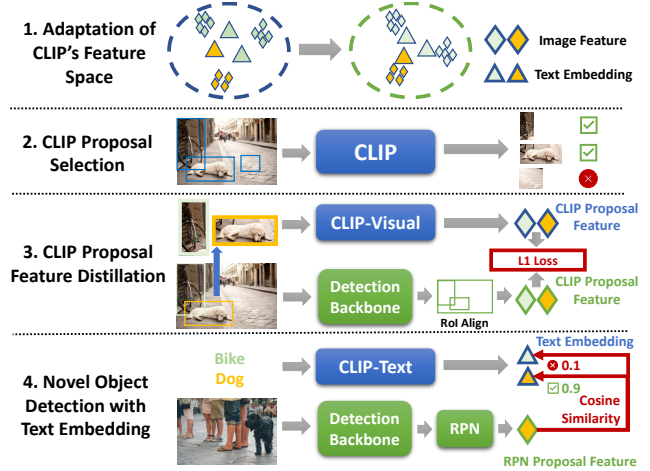 1. Adaptation of
CLIP's Feature
Space
Image Feature
Text Embedding
2. CLIP Proposal
Selection
CLIP
3. CLIP Proposal
Feature Distillation
CLIP-Visual
CLIP Proposal
Feature
L1 Loss
Detection
Backbone
RoI Align
CLIP Proposal
Feature
4. Novel Object
Detection with
Text Embedding
Bike
Dog
CLIP-Text
Text Embedding
0.1
0.9
Cosine
Similarity
Detection
Backbone
RPN
RPN Proposal Feature